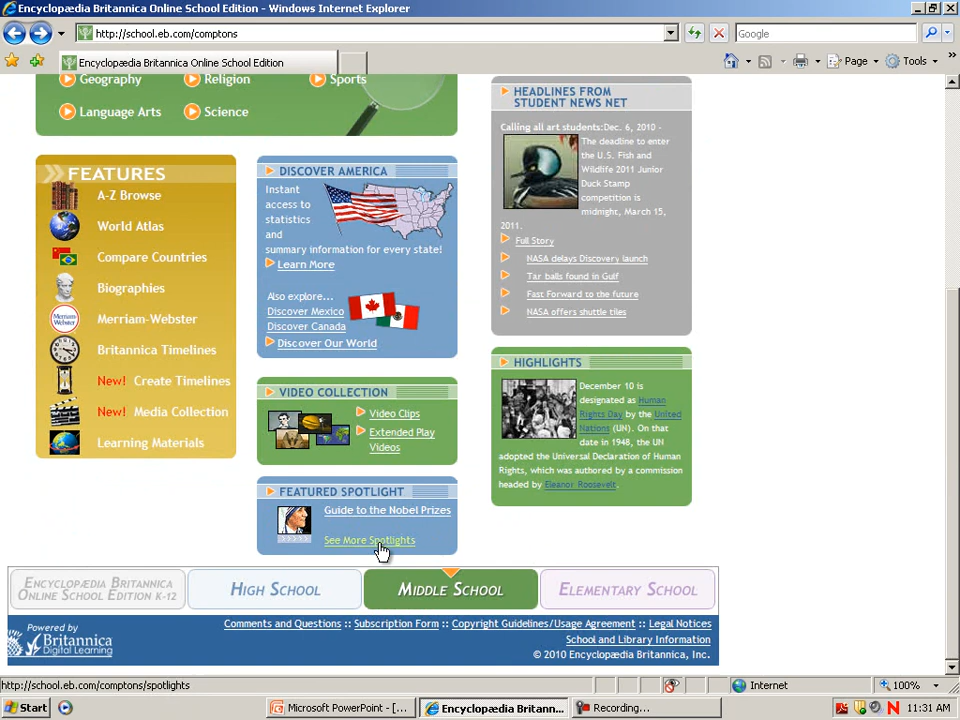 Encyclopædia Britannica Online School Edition - Windows Internet Explorer
http://school.eb.com/comptons
Google
Encyclopædia Britannica Online School Edition
Page
Tools
Geography
Religion
Sports
Language Arts
Science
FEATURES
A-Z Browse
World Atlas
Compare Countries
Biographies
Merriam-Webster
Merriam-Webster
Britannica Timelines
New! Create Timelines
New! Media Collection
Learning Materials
DISCOVER AMERICA
Instant
access to
statistics
and
summary information for every state!
Learn More
Also explore...
Discover Mexico
Discover Canada
Discover Our World
VIDEO COLLECTION
Video Clips
Extended Play
Videos
FEATURED SPOTLIGHT
Guide to the Nobel Prizes
See More Spotlights
HEADLINES FROM
STUDENT NEWS NET
Calling all art students:Dec. 6, 2010 -
The deadline to enter
the U.S. Fish and
Wildlife 2011 Junior
Duck Stamp
competition is
midnight, March 15,
2011.
Full Story
NASA delays Discovery launch
Tar balls found in Gulf
Fast Forward to the future
NASA offers shuttle tiles
HIGHLIGHTS
December 10 is
designated as Human
Rights Day by the United
Nations (UN). On that
date in 1948, the UN
adopted the Universal Declaration of Human
Rights, which was authored by a commission
headed by Eleanor Roosevelt.
ENCYCLOPÆDIA BRITANNICA
ONLINE SCHOOL EDITION K-12
HIGH SCHOOL
MIDDLE SCHOOL
ELEMENTARY SCHOOL
Powered by
Britannica
Digital Learning
Comments and Questions :: Subscription Form :: Copyright Guidelines/Usage Agreement :: Legal Notices
School and Library Information
© 2010 Encyclopædia Britannica, Inc.
http://school.eb.com/comptons/spotlights
Internet
100%
Start
Microsoft PowerPoint - [...
Encyclopædia Britann...
Recording...
11:31 AM